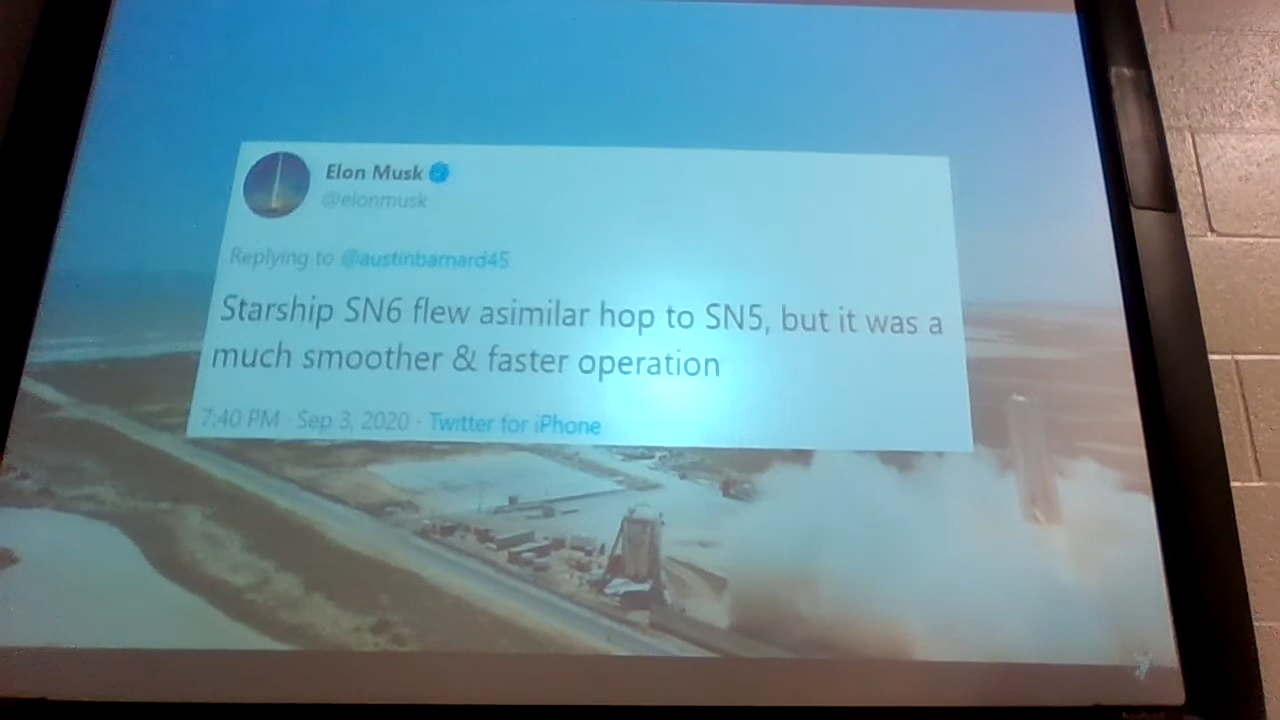 Elon Musk
@elonmusk
Replying to @austinbarnard45
Starship SN6 flew asimilar hop to SN5, but it was a
much smoother & faster operation
7:40 PM · Sep 3, 2020 · Twitter for iPhone